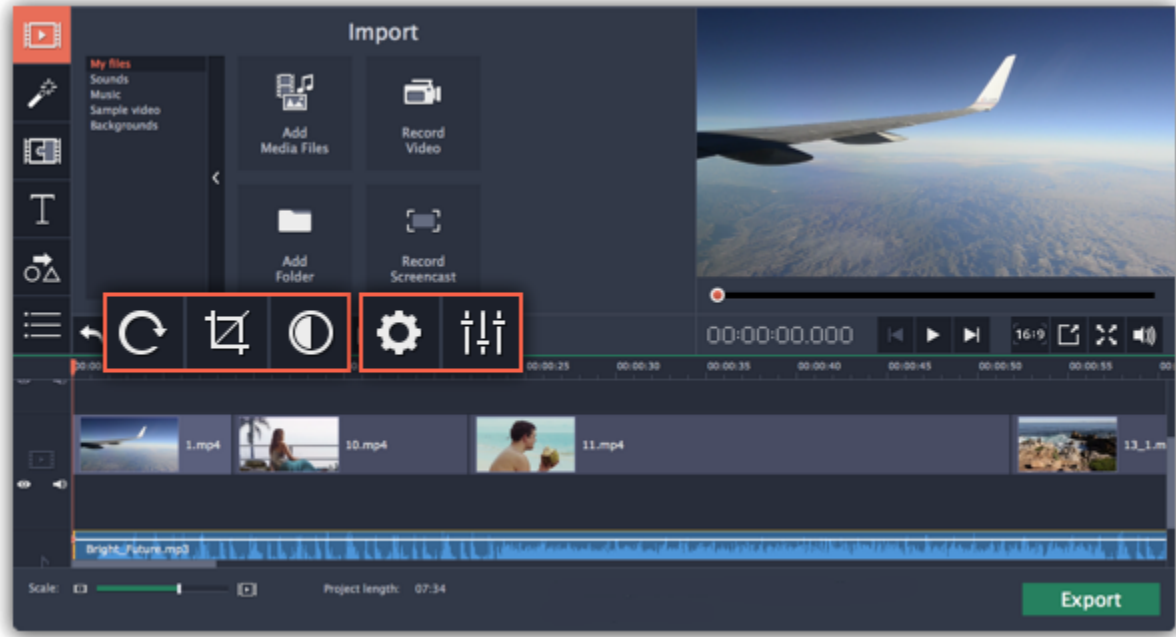 Import
My files
Sounds
Music
Sample video
Backgrounds
Add
Media Files
Record
Video
Add
Folder
Record
Screencast
T
00:00:00.000
16:9
00:00:25
00:00:30
00:00:35
00:00:40
00:00:45
00:00:50
00:00:55
1.mp4
10.mp4
11.mp4
13_1.m
Bright_Future.mp3
Scale:
Project length: 07:34
Export